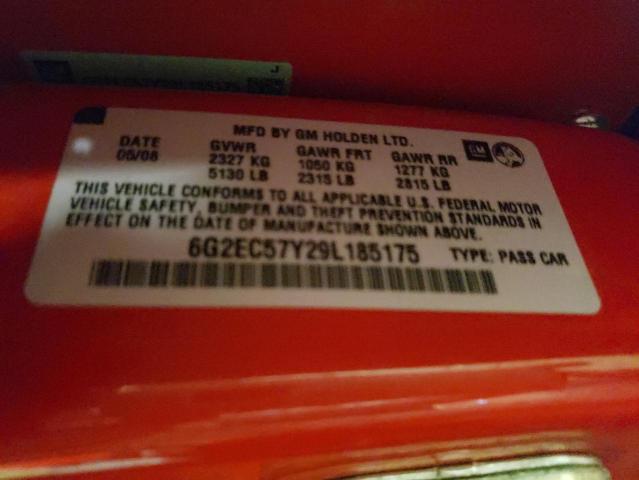 J
MFD BY GM HOLDEN LTD.
DATE GVWR GAWR FRT GAWR RR GM
05/08 2327 KG 1050 KG 1277 KG
5130 LB 2315 LB 2815 LB
THIS VEHICLE CONFORMS TO ALL APPLICABLE U.S. FEDERAL MOTOR
VEHICLE SAFETY, BUMPER AND THEFT PREVENTION STANDARDS IN
EFFECT ON THE DATE OF MANUFACTURE SHOWN ABOVE.
6G2EC57Y29L185175 TYPE: PASS CAR